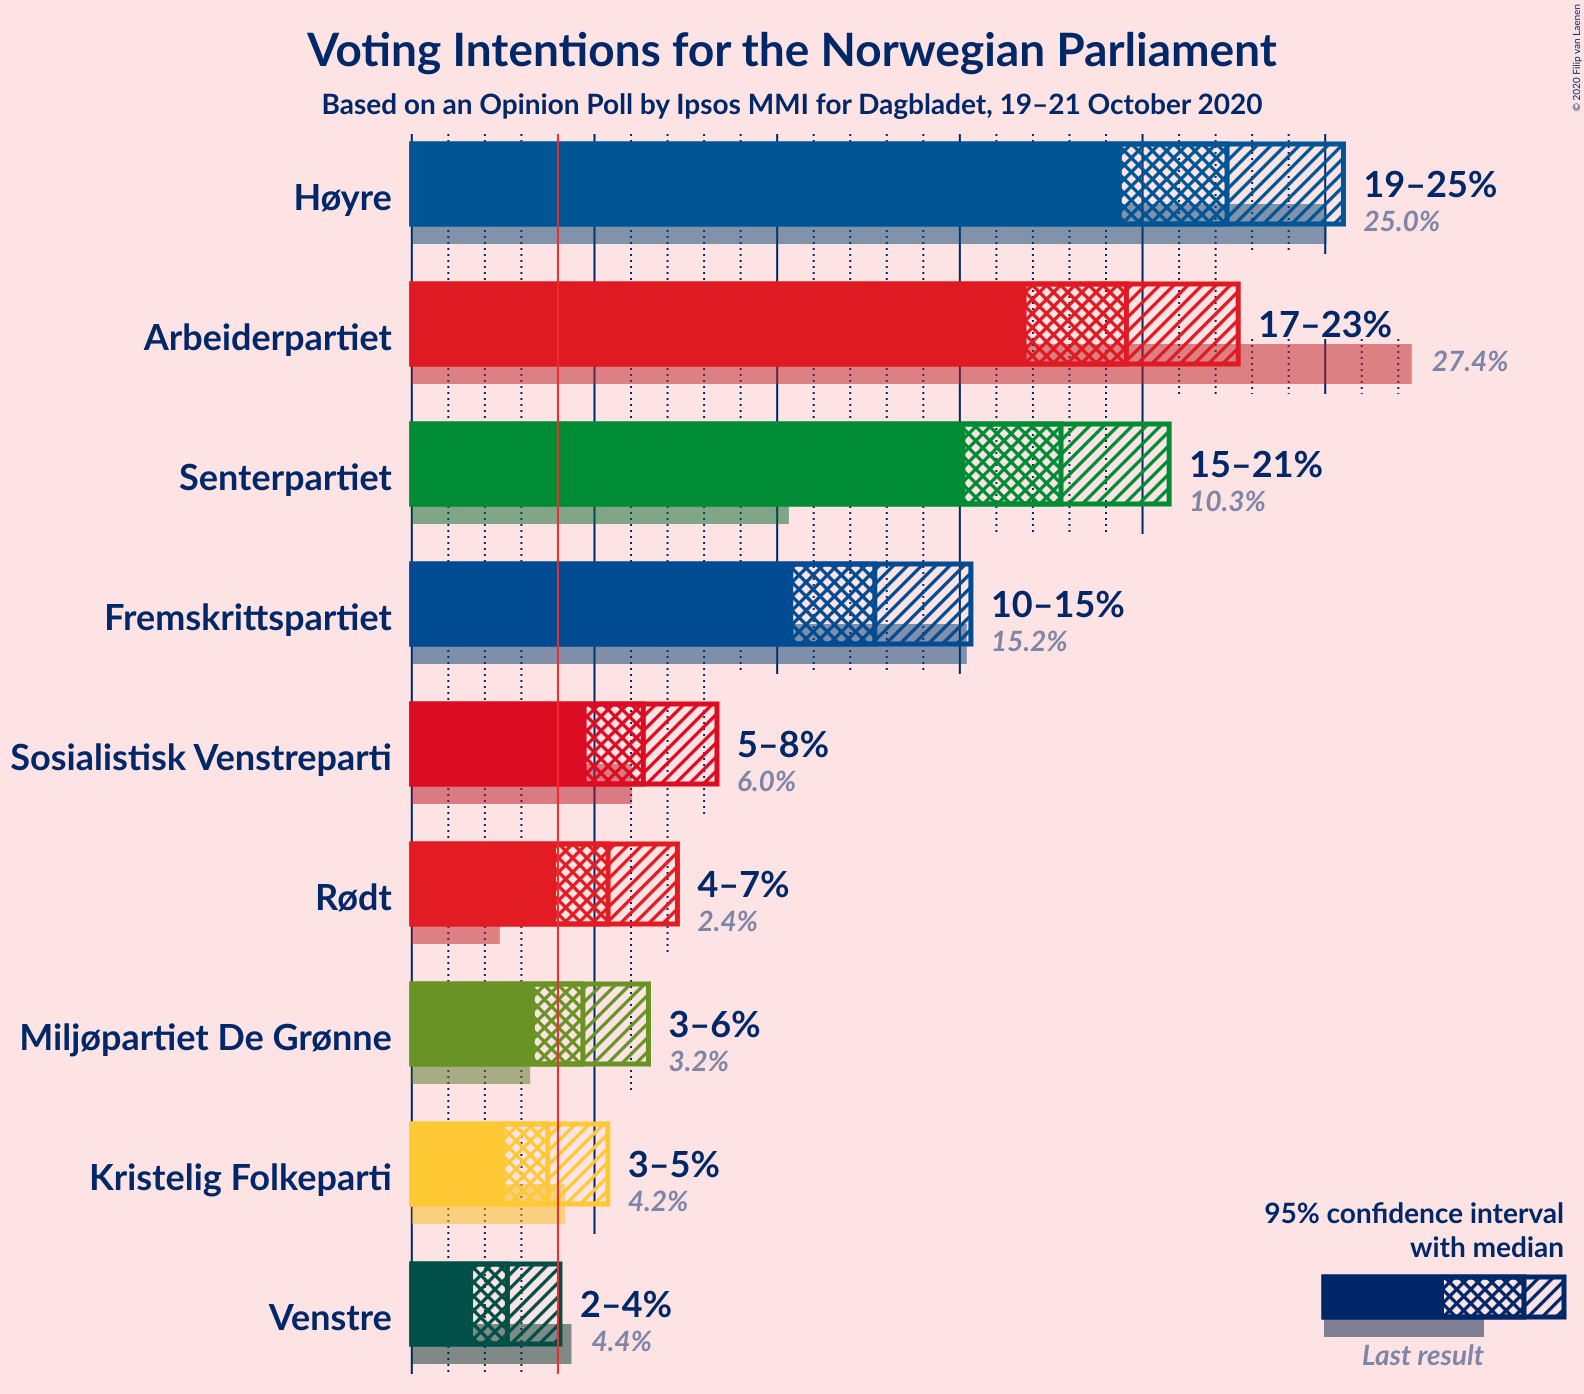 Voting Intentions for the Norwegian Parliament
Based on an Opinion Poll by Ipsos MMI for Dagbladet, 19–21 October 2020
© 2020 Filip van Laenen
Høyre
19–25%
25.0%
Arbeiderpartiet
17–23%
27.4%
Senterpartiet
15–21%
10.3%
Fremskrittspartiet
10–15%
15.2%
Sosialistisk Venstreparti
5–8%
6.0%
Rødt
4–7%
2.4%
Miljøpartiet De Grønne
3–6%
3.2%
Kristelig Folkeparti
3–5%
4.2%
Venstre
2–4%
4.4%
95% confidence interval
with median
Last result